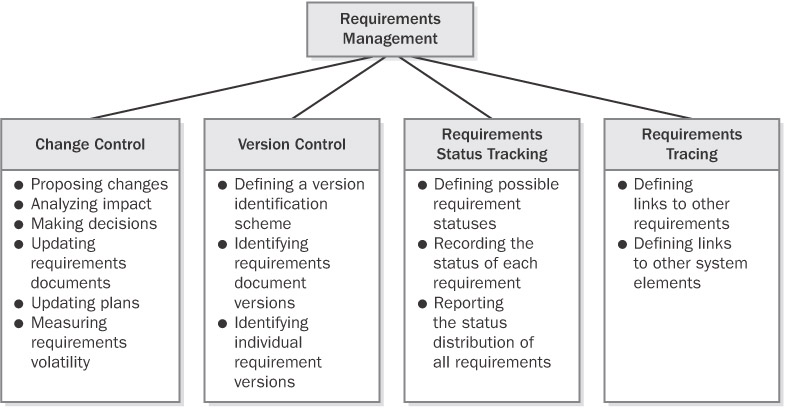 Requirements
Management
Change Control
● Proposing changes
● Analyzing impact
● Making decisions
● Updating
requirements
documents
● Updating plans
● Measuring
requirements
volatility
Version Control
● Defining a version
identification
scheme
● Identifying
requirements
document
versions
● Identifying
individual
requirement
versions
Requirements
Status Tracking
● Defining possible
requirement
statuses
● Recording the
status of each
requirement
● Reporting
the status
distribution of
all requirements
Requirements
Tracing
● Defining
links to other
requirements
● Defining links
to other system
elements